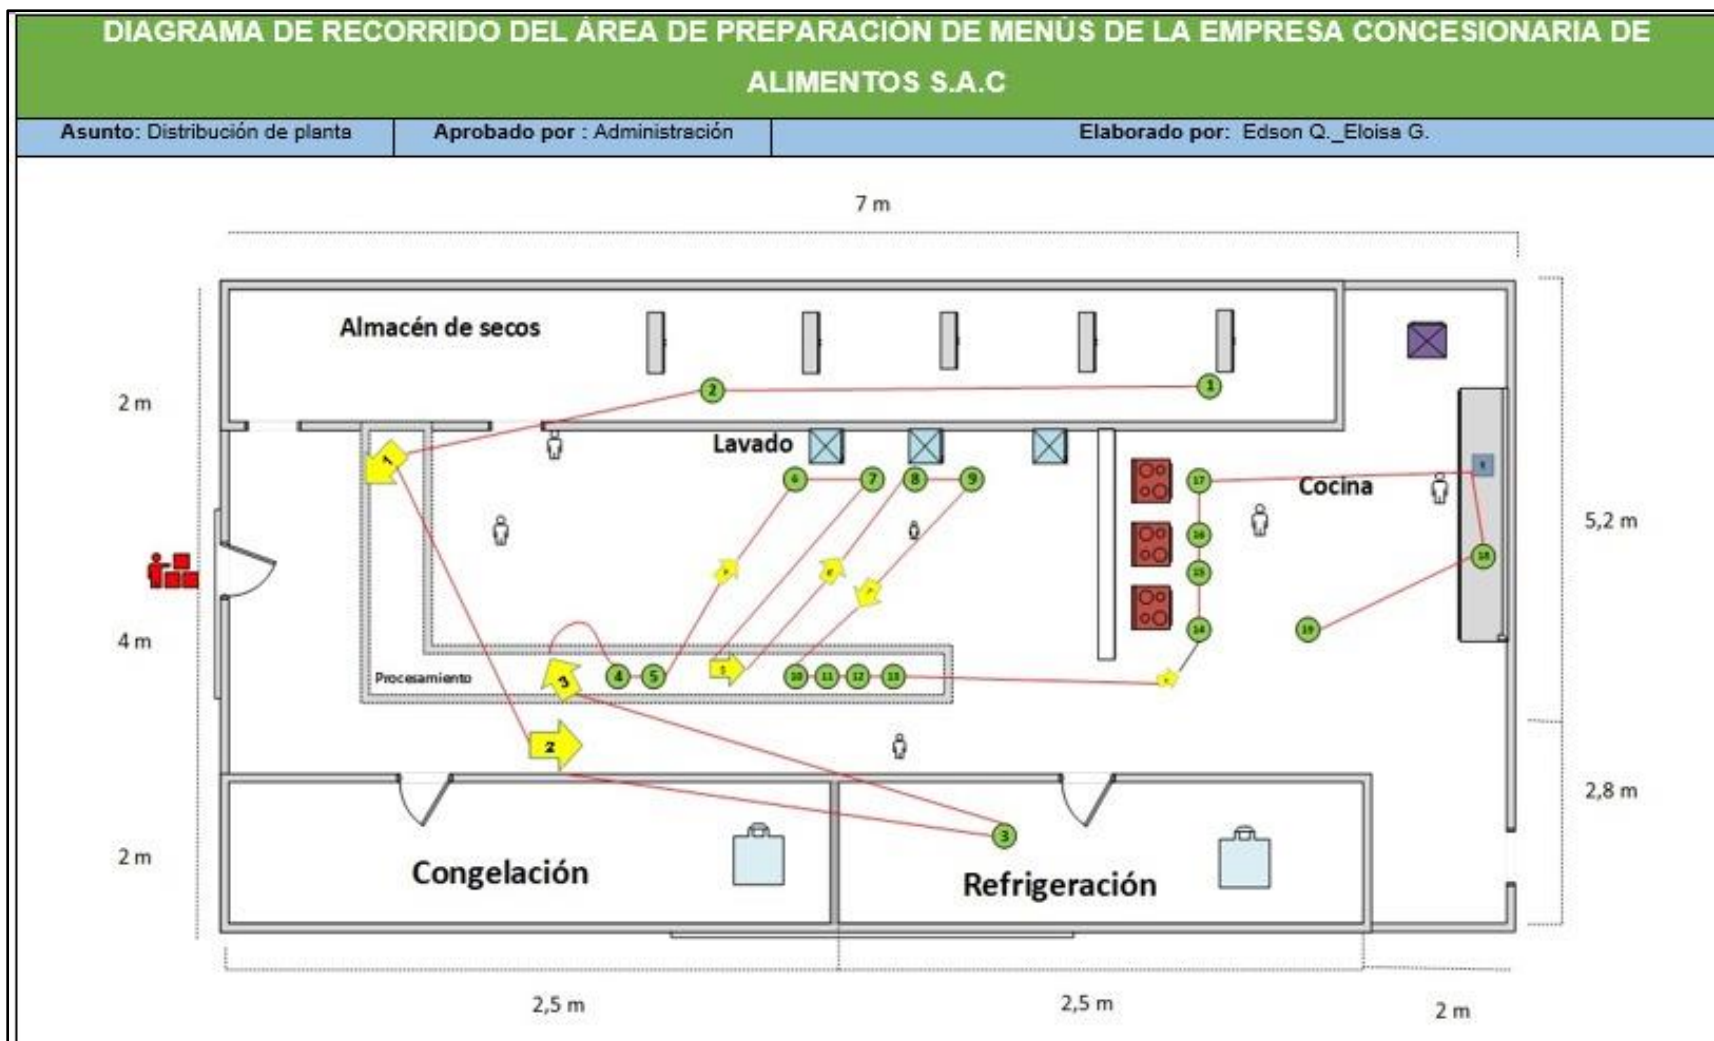 DIAGRAMA DE RECORRIDO DEL ÁREA DE PREPARACIÓN DE MENÚS DE LA EMPRESA CONCESIONARIA DE
ALIMENTOS S.A.C
Asunto: Distribución de planta
Aprobado por : Administración
Elaborado por: Edson Q._Eloisa G.
7 m
Almacén de secos
2 1
2 m
Lavado
1
6 7 8 9
17
Cocina
16
5,2 m
15
18
4 m
14
19
Procesamiento
3
4 5
10 11 12 13
2
2,8 m
3
2 m
Congelación
Refrigeración
2,5 m
2,5 m
2 m